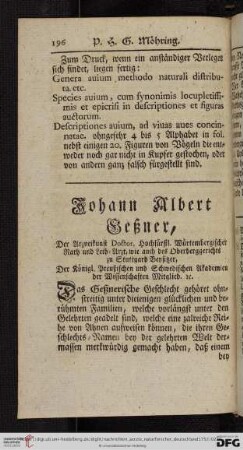 196 P. H. G. Möhring.
Zum Druck, wenn ein anständiger Verleger
sich findet, liegen fertig:
Genera auium methodo naturali distribu-
ta. etc.
Species auium, cum synonimis locupletissi-
mis et epicrisi in descriptiones et figuras
auctorum.
Descriptiones auium, ad viuas aues concin-
natae, ohngefehr 4 bis 5 Alphabet in fol.
nebst einigen 20. Figuren von Vögeln die ent-
weder noch gar nicht in Kupfer gestochen, oder
von andern ganz falsch fürgestellt sind.
Johann Albert
Geßner,
Der Arzneikunst Doctor, Hochfürstl. Würtembergischer
Rath und Leib-Arzt, wie auch des Oberberggerichts
zu Stuttgard Beysitzer,
Der Königl. Preußischen und Schwedischen Akademien
der Wissenschaften Mitglied. x.
Das Geßnerische Geschlecht gehöret ohn-
streitig unter dieienigen glücklichen und be-
rühmten Familien, welche vorlängst unter
den Gelehrten geadelt sind, welche eine zalreiche Reihe
von Ahnen aufweisen können, die ihren Ge-
schlechts-Namen bey der gelehrten Welt der-
massen merkwürdig gemacht haben, daß einem
bey
DFG